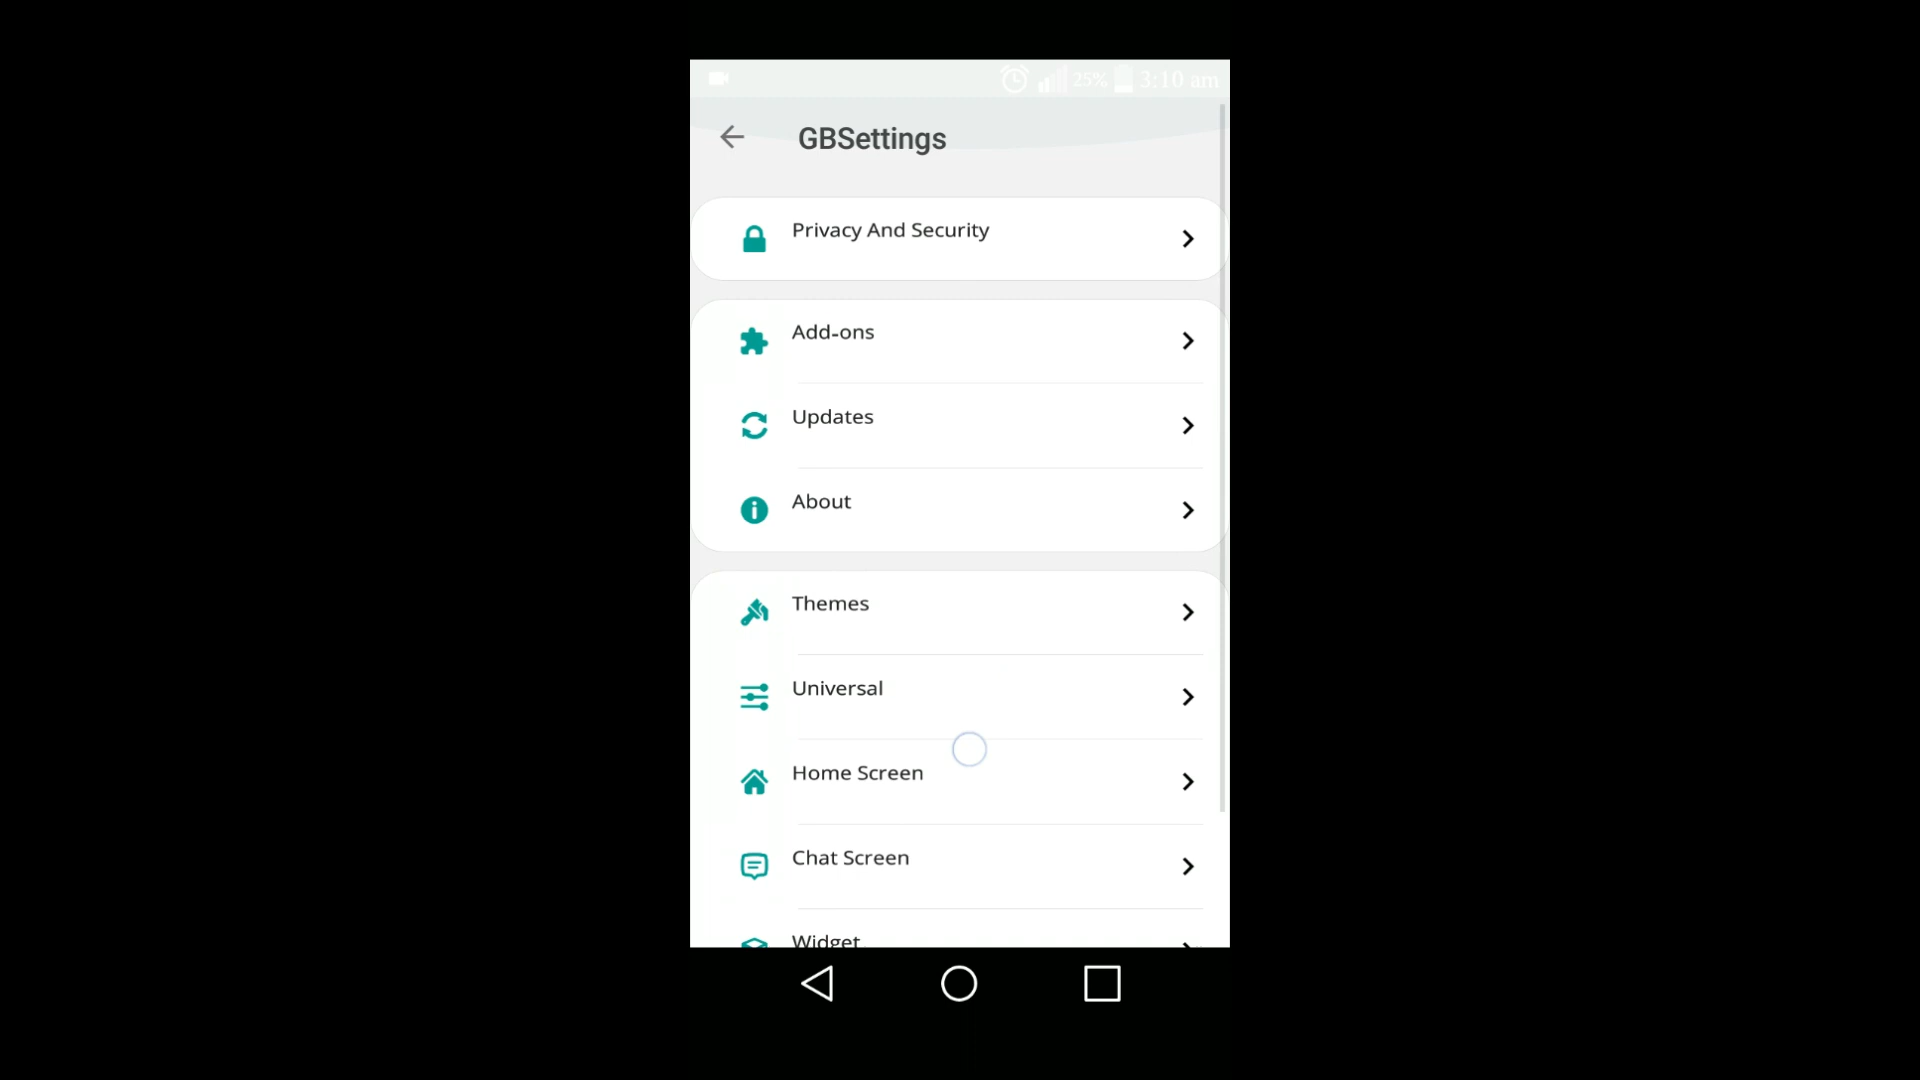 25% 3:10 am
GBSettings
Privacy And Security
Add-ons
Updates
About
Themes
Universal
Home Screen
Chat Screen
Widget